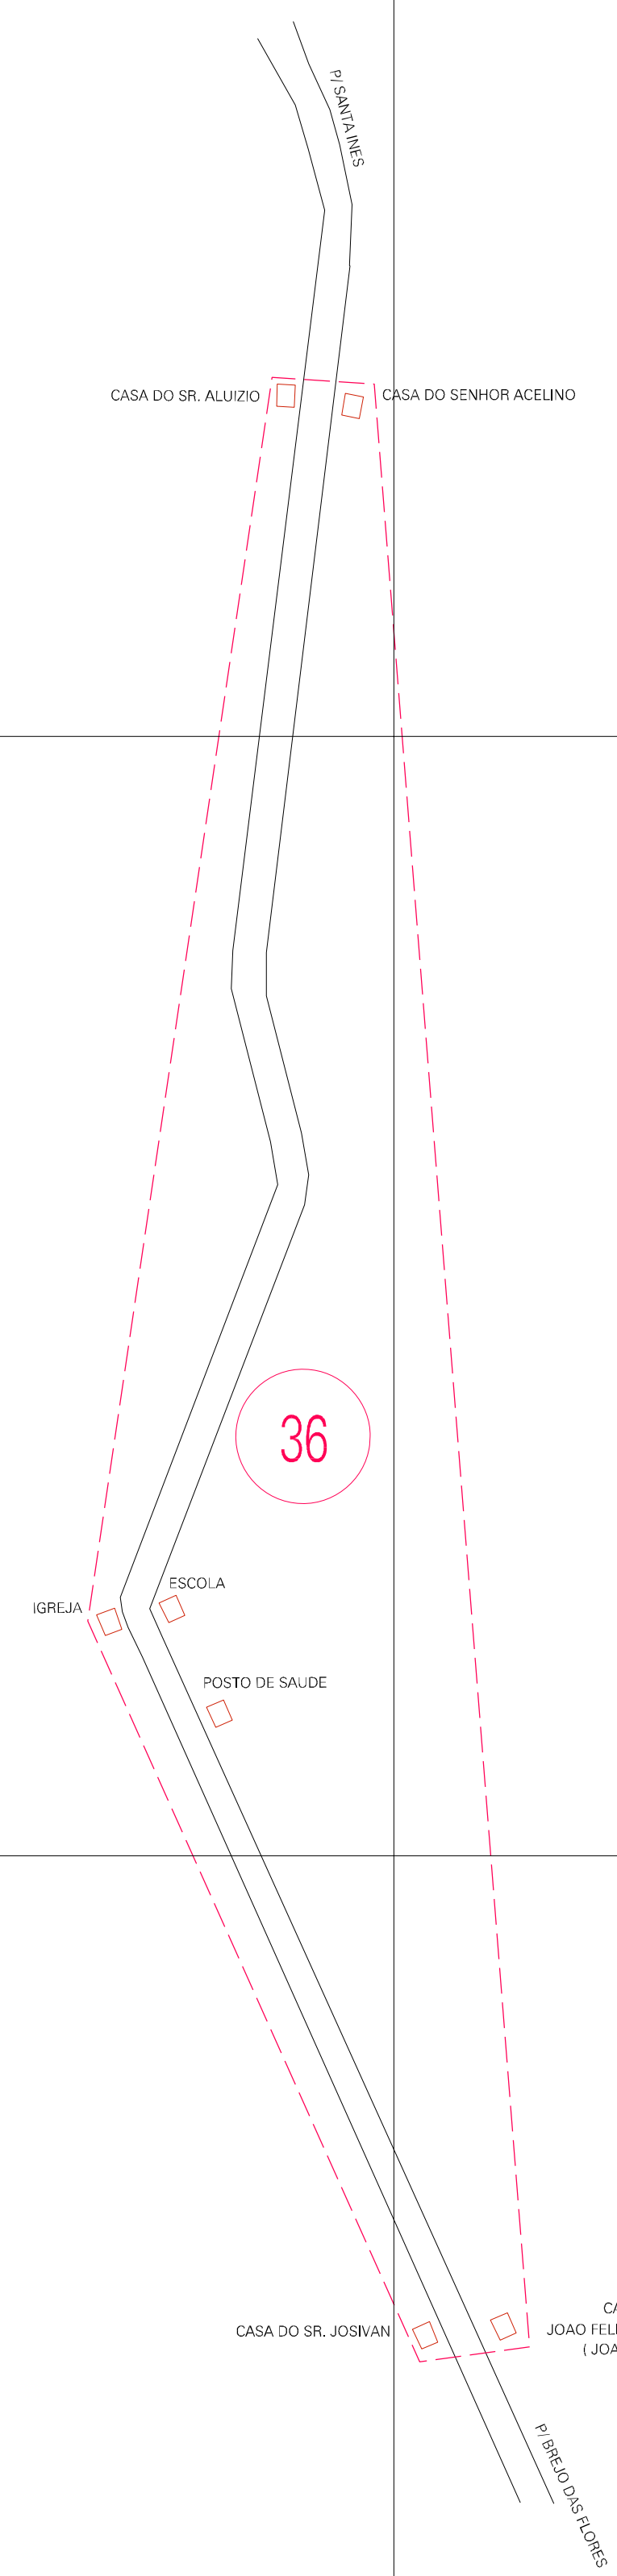 P/ SANTA INES
CASA DO SR. ALUIZIO
CASA DO SENHOR ACELINO
36
ESCOLA
IGREJA
POSTO DE SAUDE
CASA DO SR. JOSIVAN
JOAO
P/ BREJO DAS FLORES